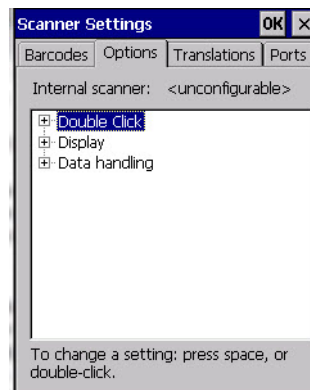 Scanner Settings OK ×
Barcodes Options Translations Ports
Internal scanner: <unconfigurable>
Double Click
Display
Data handling
To change a setting: press space, or
double-click.